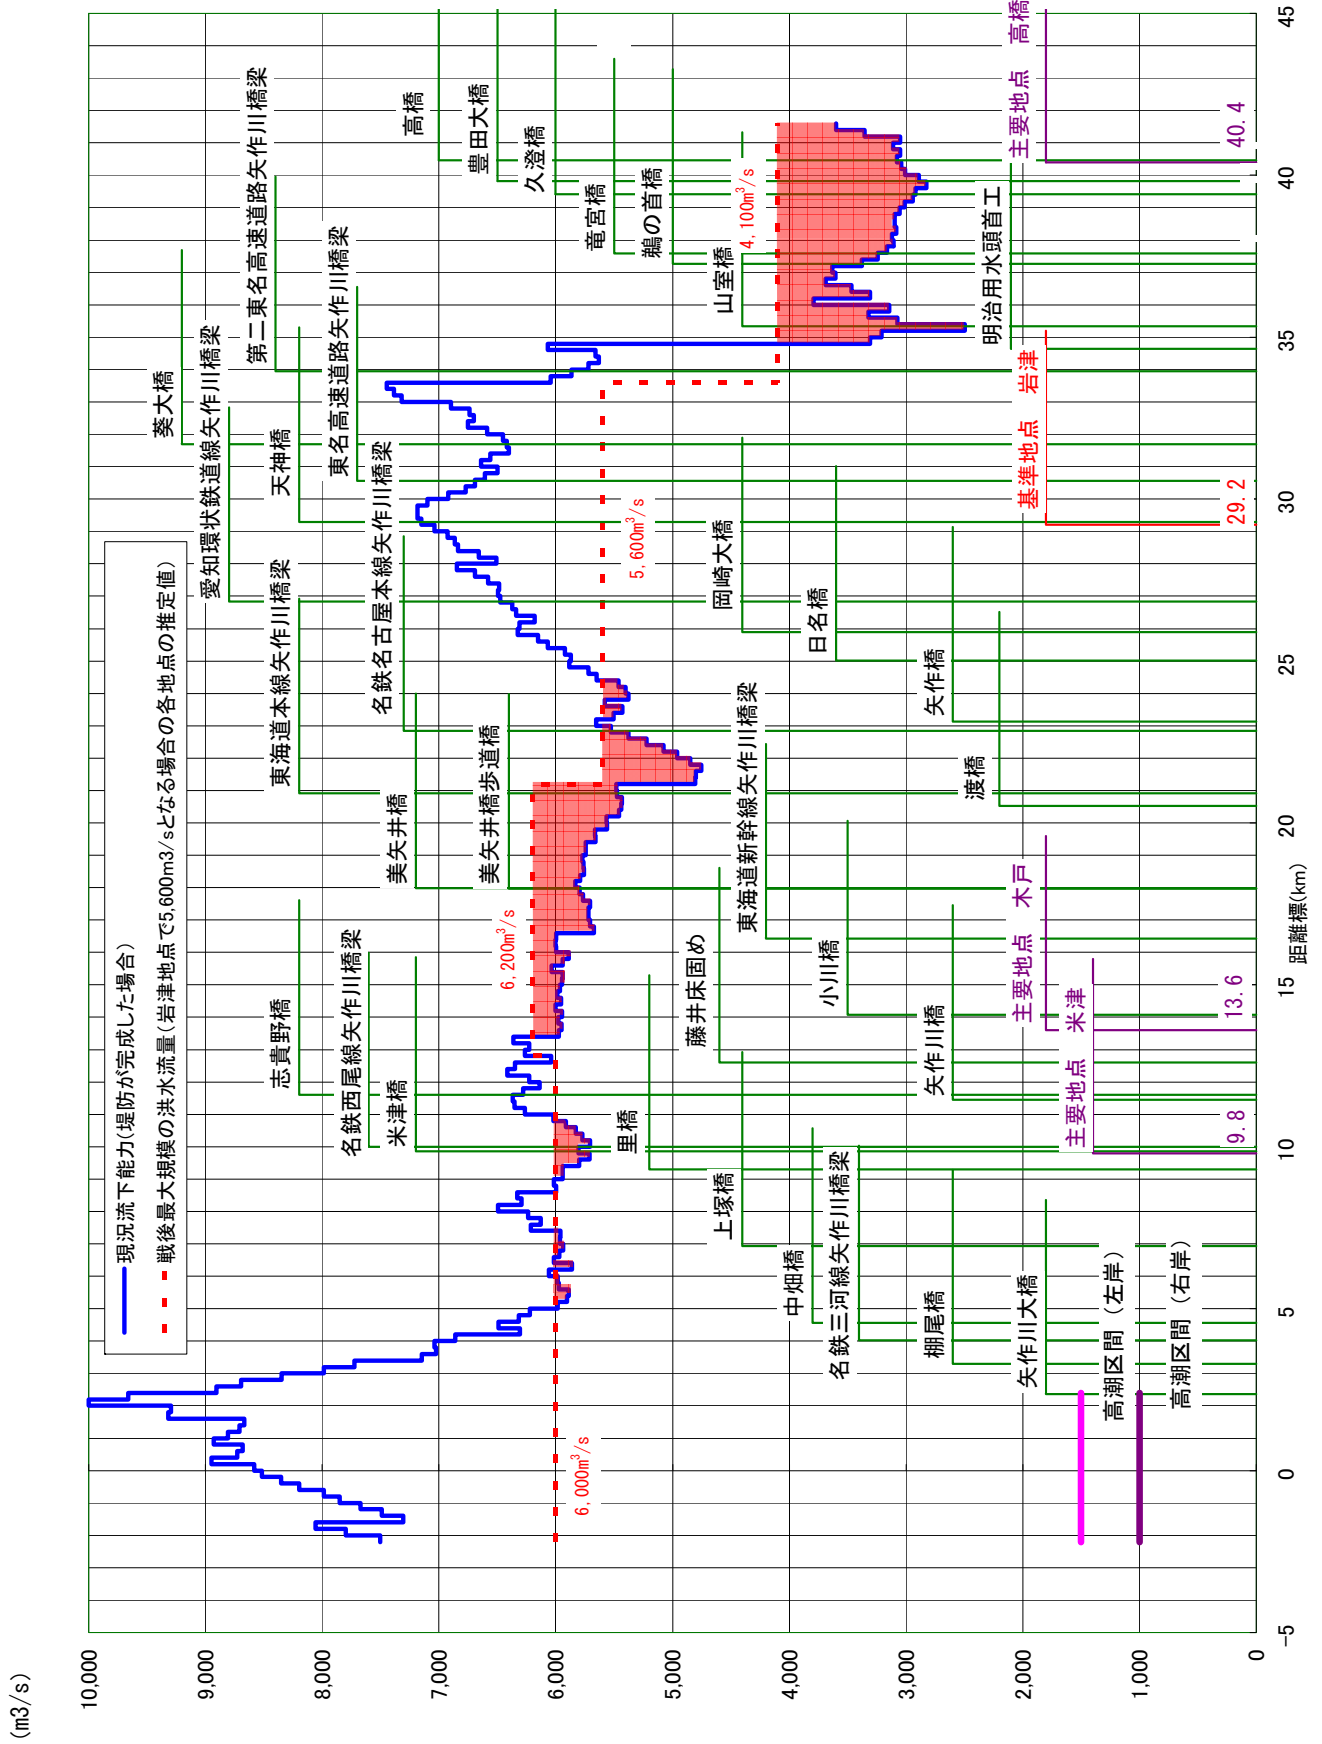 (m3/s)
10,000
9,000
8,000
7,000
6,000
5,000
4,000
3,000
2,000
1,000
0
-5
0
5
10
15
20
25
30
35
40
45
距離標(km)
現況流下能力(堤防が完成した場合)
戦後最大規模の洪水流量(岩津地点で5,600m3/sとなる場合の各地点の推定値)
葵大橋
愛知環状鉄道線矢作川橋梁
第二東名高速道路矢作川橋梁
天神橋
東海道本線矢作川橋梁
志貴野橋
東名高速道路矢作川橋梁
名鉄名古屋本線矢作川橋梁
名鉄西尾線矢作川橋梁
高橋
美矢井橋
米津橋
豊田大橋
美矢井橋歩道橋
久澄橋
竜宮橋
鵜の首橋
里橋
山室橋
岡崎大橋
藤井床固め
上塚橋
東海道新幹線矢作川橋梁
日名橋
小川橋
中畑橋
名鉄三河線矢作川橋梁
矢作橋
矢作川橋
棚尾橋
渡橋
明治用水頭首工
矢作川大橋
高潮区間（左岸）
高潮区間（右岸）
6,000m³/s
6,200m³/s
5,600m³/s
4,100m³/s
主要地点　高橋
40.4
基準地点　岩津
29.2
主要地点　木戸
13.6
主要地点　米津
9.8